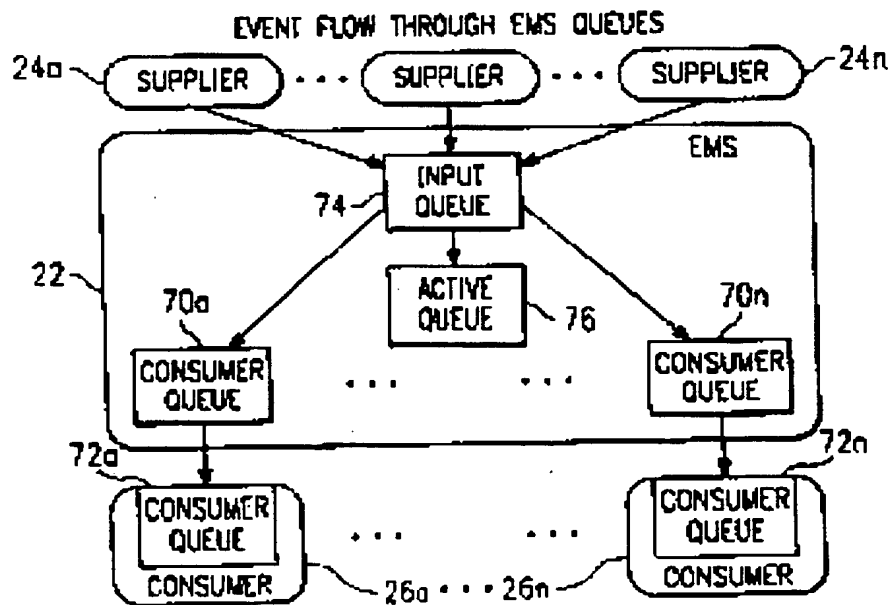 EVENT FLOW THROUGH EMS QUEUES
24a
SUPPLIER
SUPPLIER
SUPPLIER
24n
EMS
74
INPUT
QUEUE
22
ACTIVE
QUEUE
76
70a
CONSUMER
QUEUE
70n
CONSUMER
QUEUE
72a
CONSUMER
QUEUE
CONSUMER
72n
CONSUMER
QUEUE
CONSUMER
26a
26n